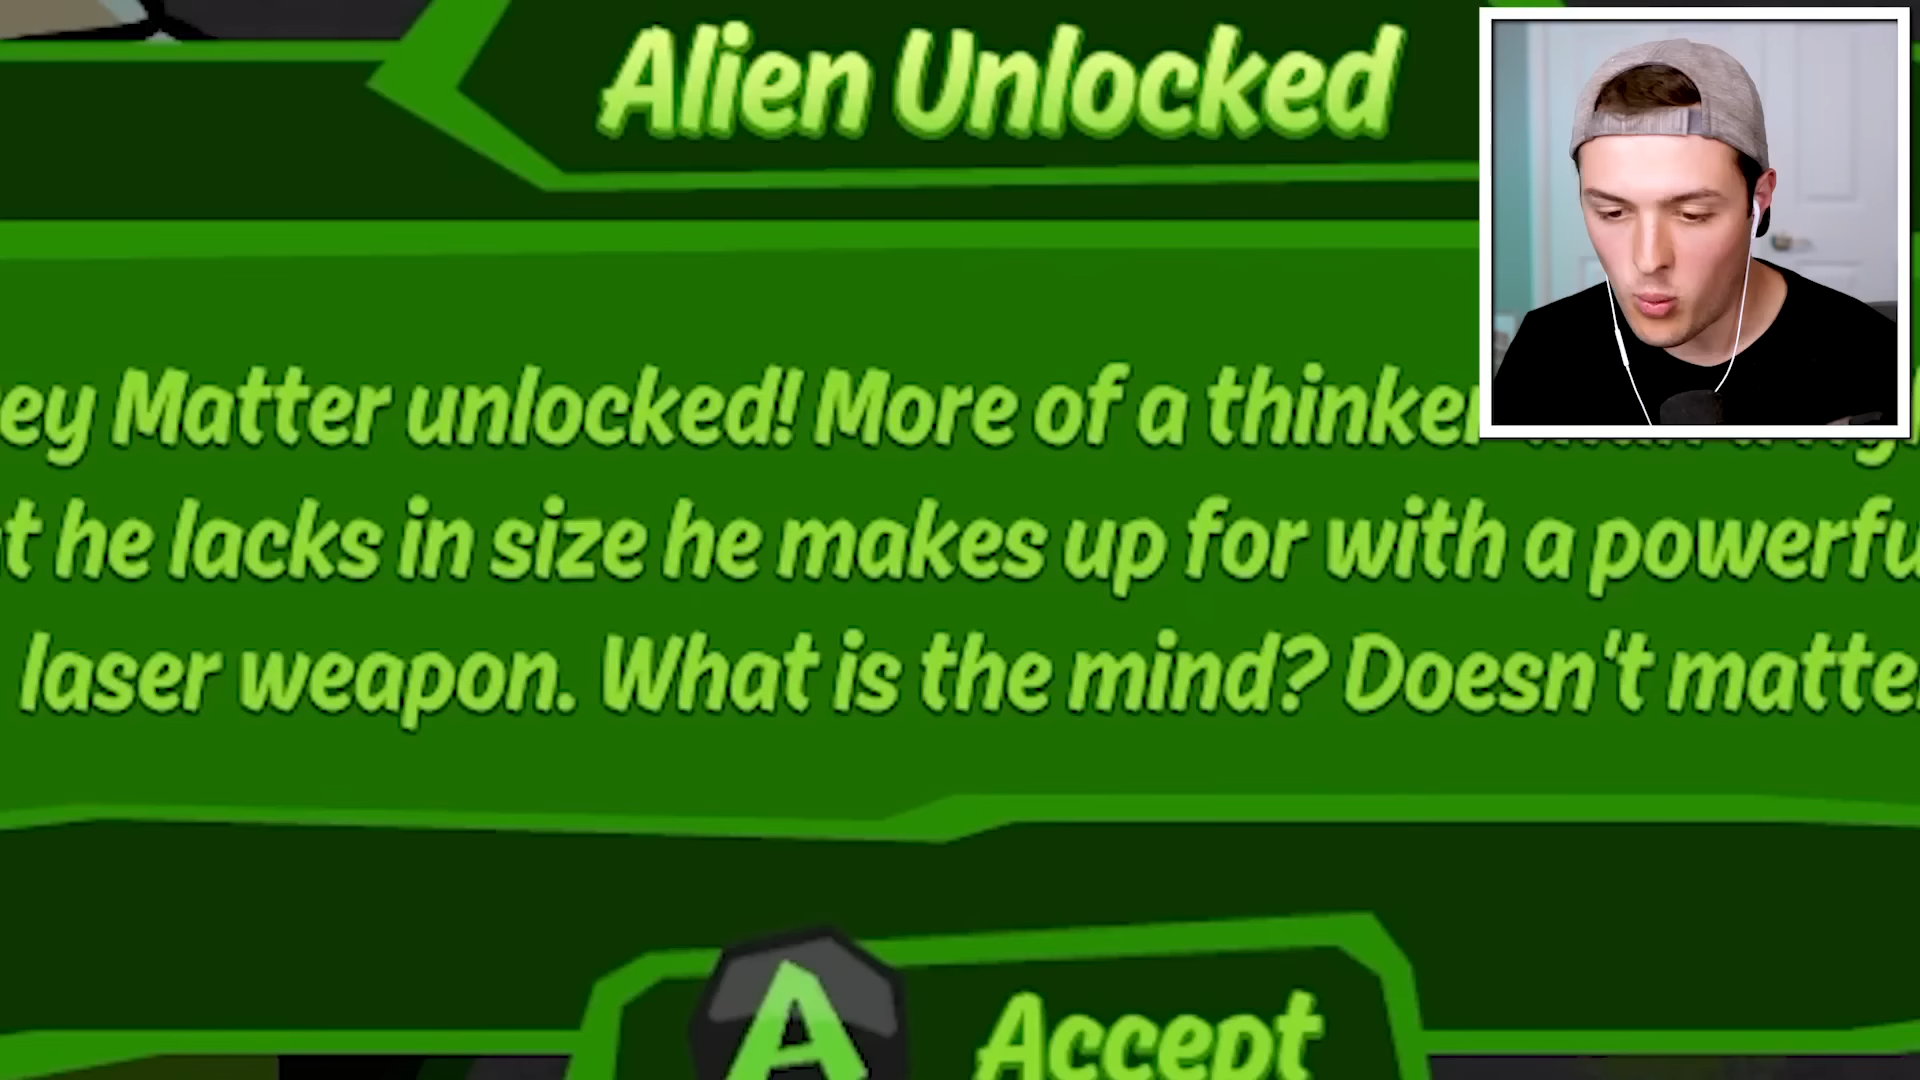 Alien Unlocked
ey Matter unlocked! More of a thinker
t he lacks in size he makes up for with a powerfu
laser weapon. What is the mind? Doesn't matte
A Accept